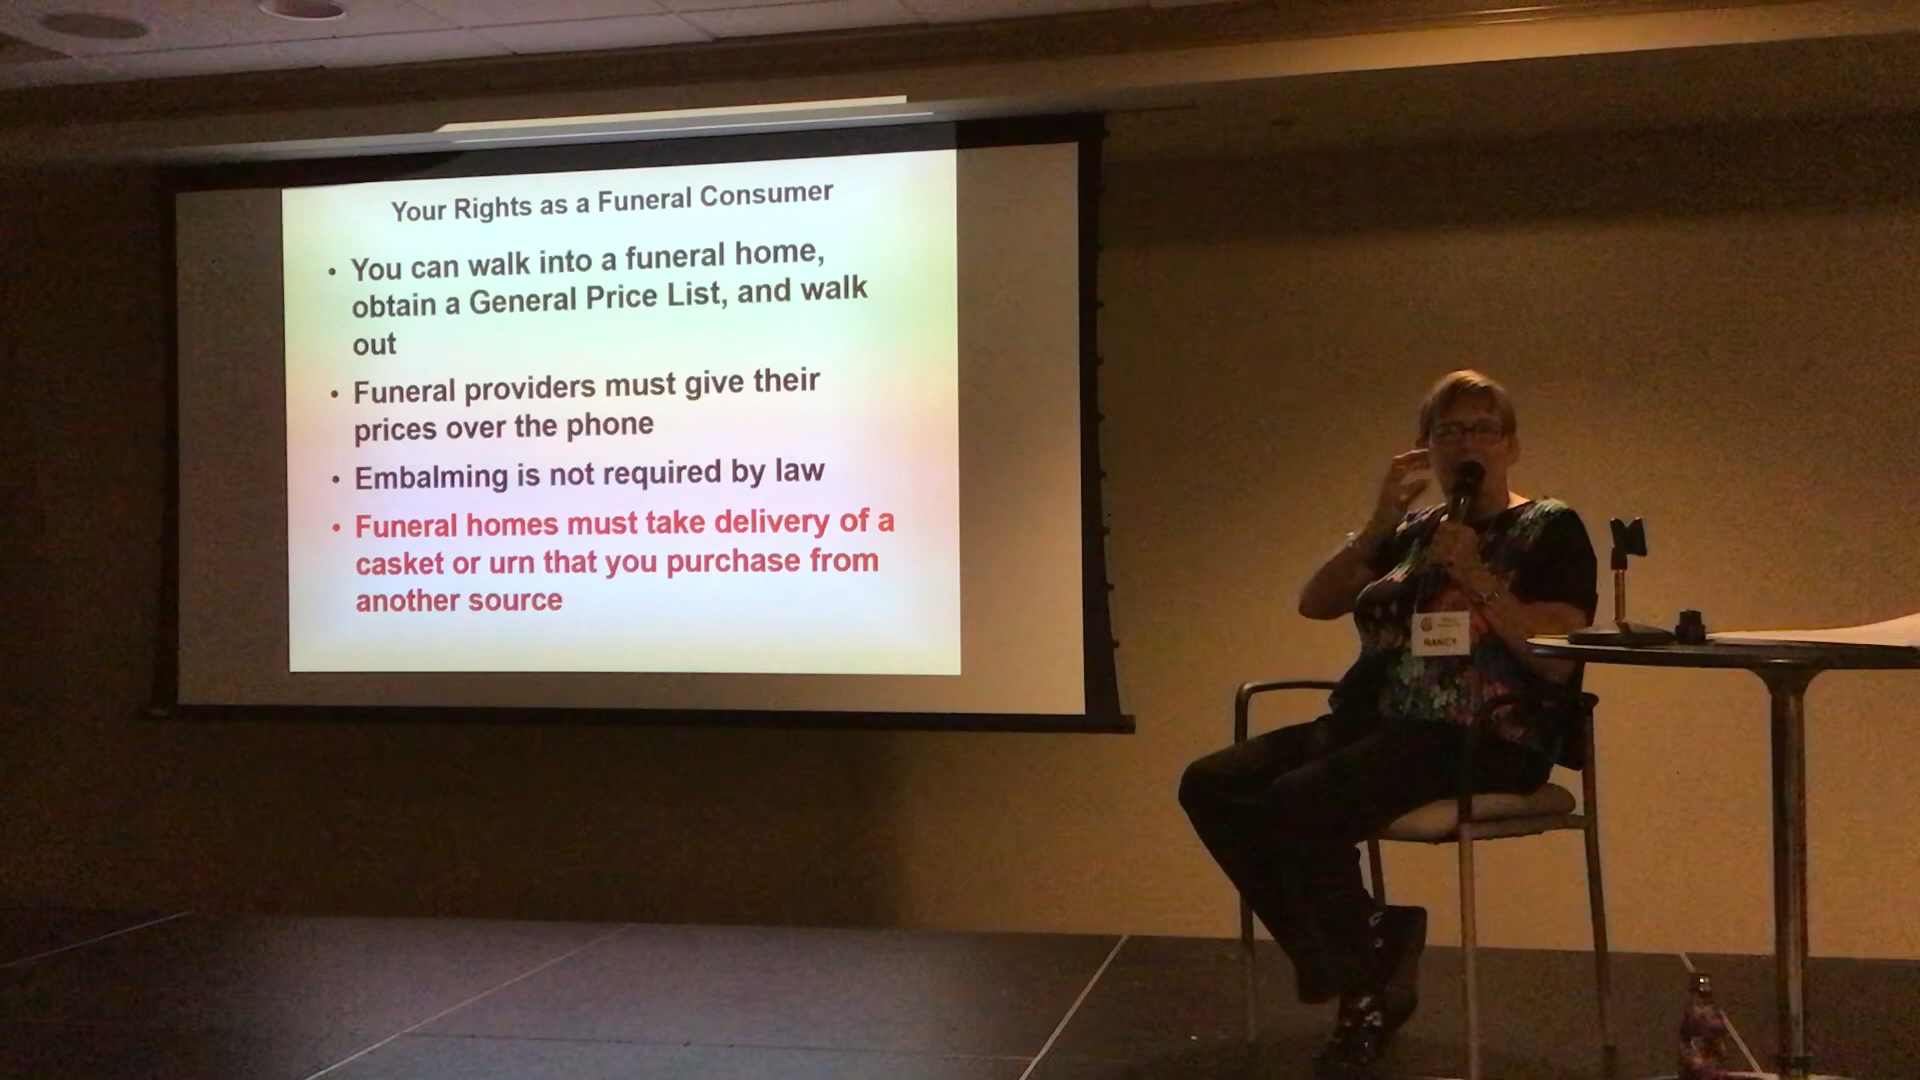 Your Rights as a Funeral Consumer
• You can walk into a funeral home,
obtain a General Price List, and walk
out
• Funeral providers must give their
prices over the phone
• Embalming is not required by law
• Funeral homes must take delivery of a
casket or urn that you purchase from
another source
NANCY